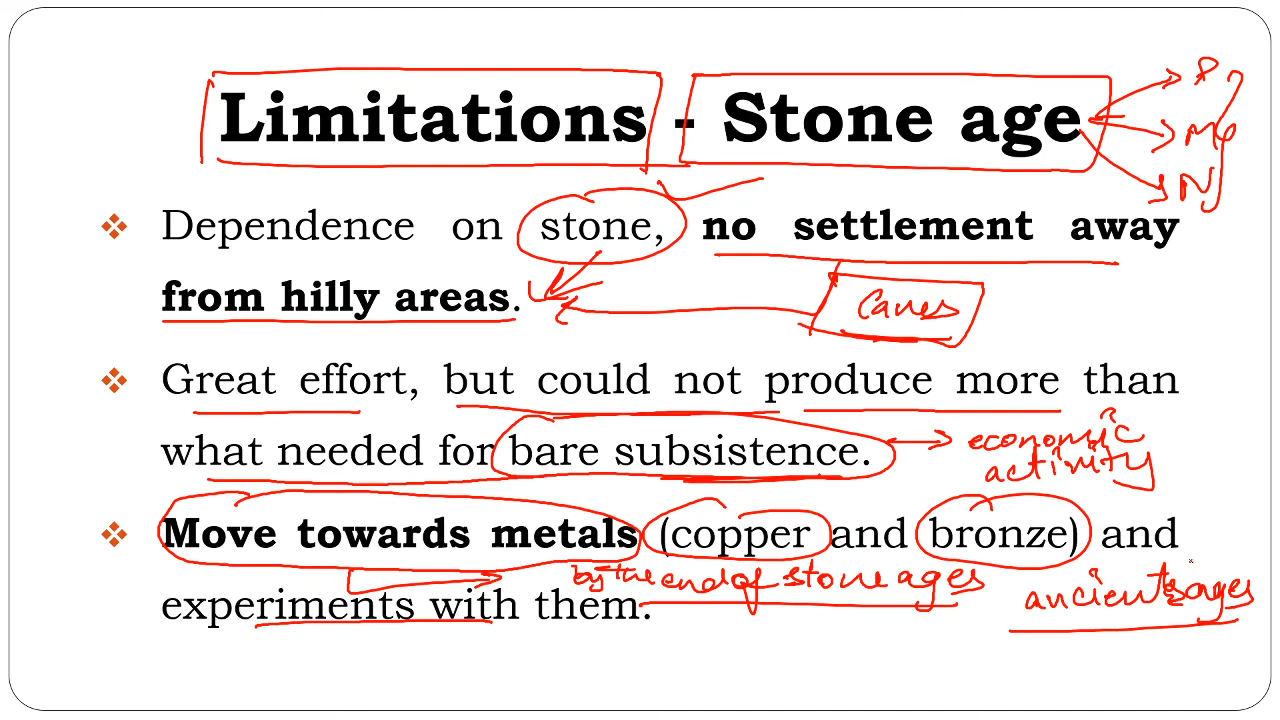 Limitations - Stone age
P
Me
N
❖ Dependence on stone, no settlement away
from hilly areas.
Caves
❖ Great effort, but could not produce more than
what needed for bare subsistence.
economic
activity
❖ Move towards metals (copper and bronze) and
by the end of stone ages
ancient ages
experiments with them.